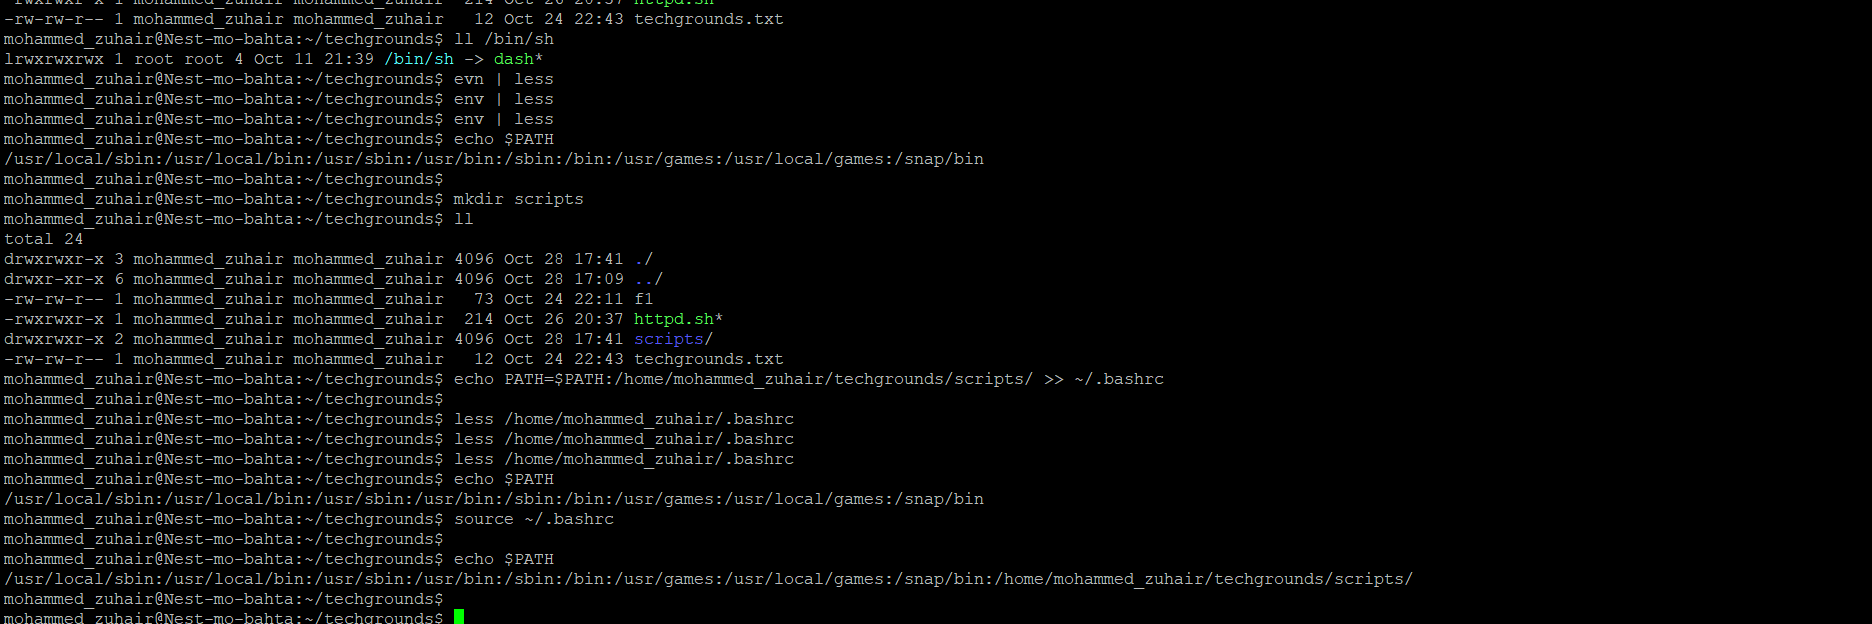 -rwxrwxr-x 1 mohammed_zuhair mohammed_zuhair  214 Oct 26 20:37 httpd.sh
-rw-rw-r-- 1 mohammed_zuhair mohammed_zuhair   12 Oct 24 22:43 techgrounds.txt
mohammed_zuhair@Nest-mo-bahta:~/techgrounds$ ll /bin/sh
lrwxrwxrwx 1 root root 4 Oct 11 21:39 /bin/sh -> dash*
mohammed_zuhair@Nest-mo-bahta:~/techgrounds$ evn | less
mohammed_zuhair@Nest-mo-bahta:~/techgrounds$ env | less
mohammed_zuhair@Nest-mo-bahta:~/techgrounds$ env | less
mohammed_zuhair@Nest-mo-bahta:~/techgrounds$ echo $PATH
/usr/local/sbin:/usr/local/bin:/usr/sbin:/usr/bin:/sbin:/bin:/usr/games:/usr/local/games:/snap/bin
mohammed_zuhair@Nest-mo-bahta:~/techgrounds$
mohammed_zuhair@Nest-mo-bahta:~/techgrounds$ mkdir scripts
mohammed_zuhair@Nest-mo-bahta:~/techgrounds$ ll
total 24
drwxrwxr-x 3 mohammed_zuhair mohammed_zuhair 4096 Oct 28 17:41 ./
drwxr-xr-x 6 mohammed_zuhair mohammed_zuhair 4096 Oct 28 17:09 ../
-rw-rw-r-- 1 mohammed_zuhair mohammed_zuhair   73 Oct 24 22:11 f1
-rwxrwxr-x 1 mohammed_zuhair mohammed_zuhair  214 Oct 26 20:37 httpd.sh*
drwxrwxr-x 2 mohammed_zuhair mohammed_zuhair 4096 Oct 28 17:41 scripts/
-rw-rw-r-- 1 mohammed_zuhair mohammed_zuhair   12 Oct 24 22:43 techgrounds.txt
mohammed_zuhair@Nest-mo-bahta:~/techgrounds$ echo PATH=$PATH:/home/mohammed_zuhair/techgrounds/scripts/ >> ~/.bashrc
mohammed_zuhair@Nest-mo-bahta:~/techgrounds$
mohammed_zuhair@Nest-mo-bahta:~/techgrounds$ less /home/mohammed_zuhair/.bashrc
mohammed_zuhair@Nest-mo-bahta:~/techgrounds$ less /home/mohammed_zuhair/.bashrc
mohammed_zuhair@Nest-mo-bahta:~/techgrounds$ less /home/mohammed_zuhair/.bashrc
mohammed_zuhair@Nest-mo-bahta:~/techgrounds$ echo $PATH
/usr/local/sbin:/usr/local/bin:/usr/sbin:/usr/bin:/sbin:/bin:/usr/games:/usr/local/games:/snap/bin
mohammed_zuhair@Nest-mo-bahta:~/techgrounds$ source ~/.bashrc
mohammed_zuhair@Nest-mo-bahta:~/techgrounds$
mohammed_zuhair@Nest-mo-bahta:~/techgrounds$ echo $PATH
/usr/local/sbin:/usr/local/bin:/usr/sbin:/usr/bin:/sbin:/bin:/usr/games:/usr/local/games:/snap/bin:/home/mohammed_zuhair/techgrounds/scripts/
mohammed_zuhair@Nest-mo-bahta:~/techgrounds$
mohammed_zuhair@Nest-mo-bahta:~/techgrounds$